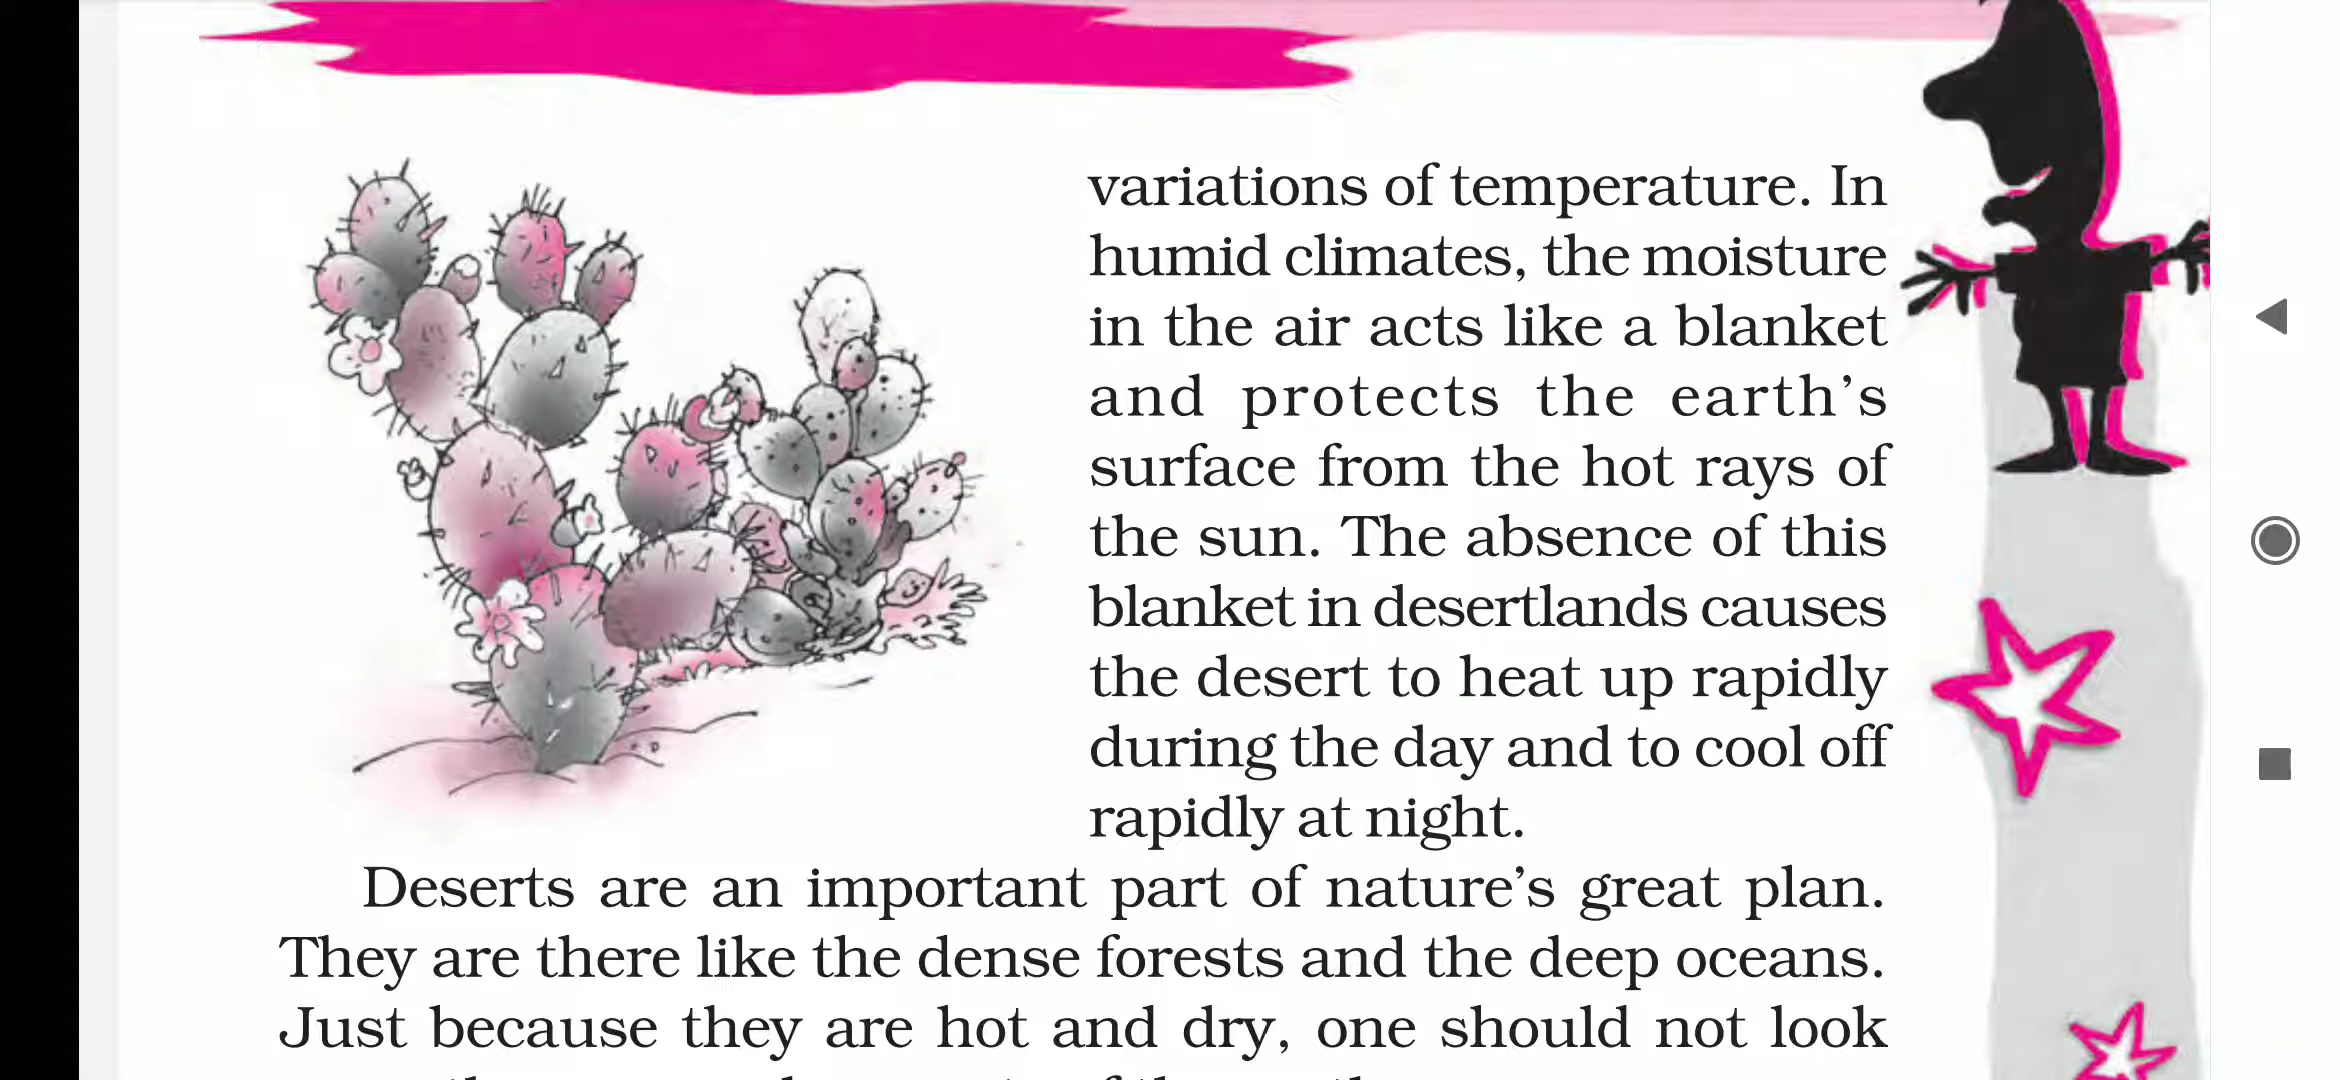 variations of temperature. In
humid climates, the moisture
in the air acts like a blanket
and protects the earth’s
surface from the hot rays of
the sun. The absence of this
blanket in desertlands causes
the desert to heat up rapidly
during the day and to cool off
rapidly at night.
Deserts are an important part of nature’s great plan.
They are there like the dense forests and the deep oceans.
Just because they are hot and dry, one should not look